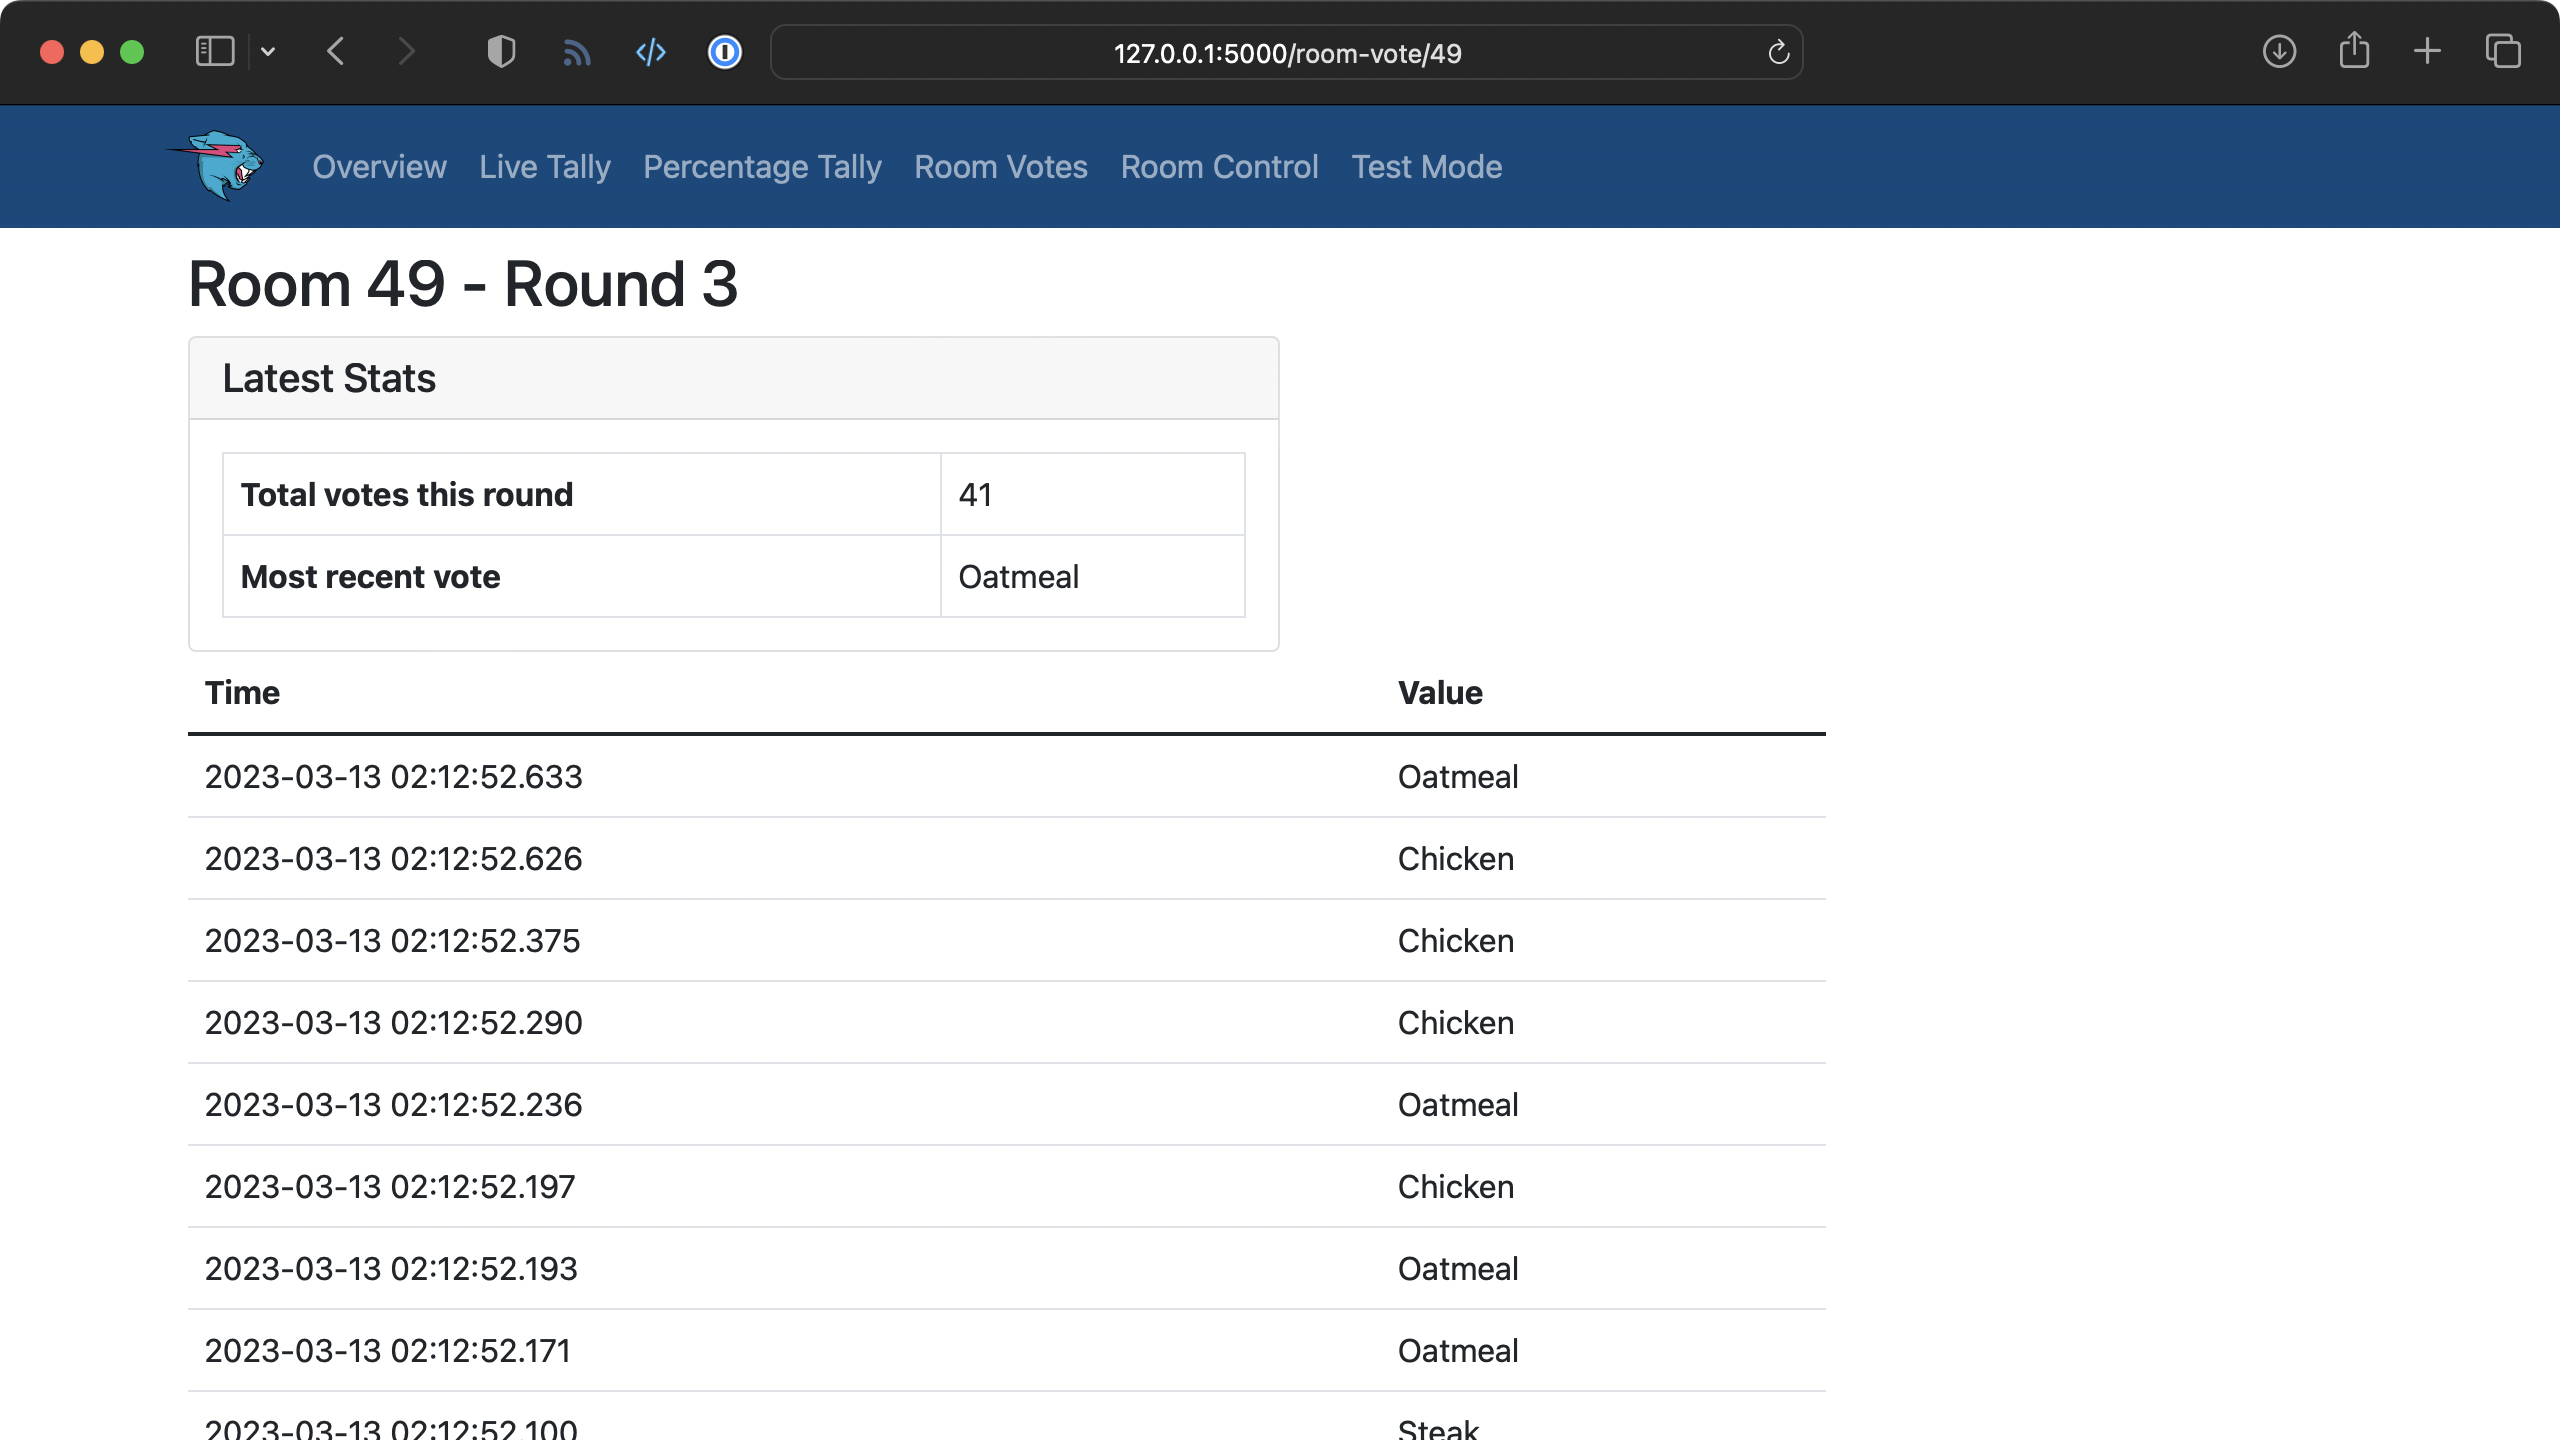 127.0.0.1:5000/room-vote/49
Overview Live Tally Percentage Tally Room Votes Room Control Test Mode
Room 49 - Round 3
Latest Stats
Total votes this round 41
Most recent vote Oatmeal
Time Value
2023-03-13 02:12:52.633 Oatmeal
2023-03-13 02:12:52.626 Chicken
2023-03-13 02:12:52.375 Chicken
2023-03-13 02:12:52.290 Chicken
2023-03-13 02:12:52.236 Oatmeal
2023-03-13 02:12:52.197 Chicken
2023-03-13 02:12:52.193 Oatmeal
2023-03-13 02:12:52.171 Oatmeal
2023-03-13 02:12:52.100 Steak